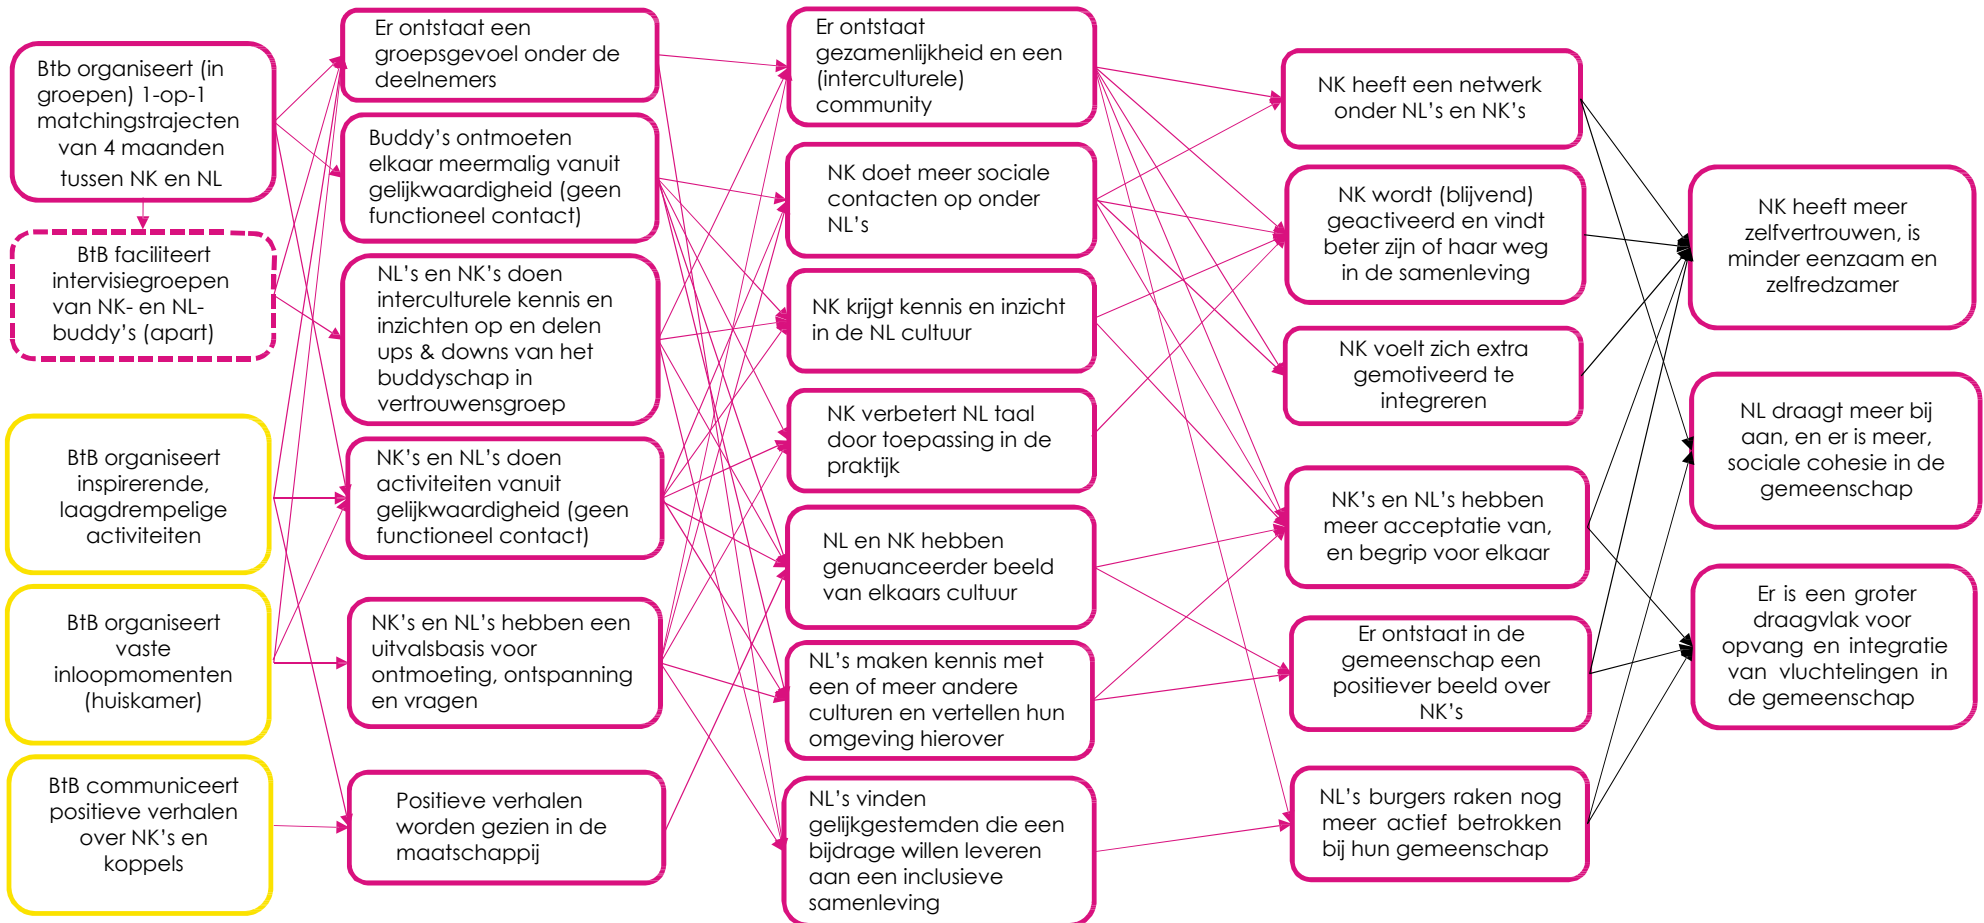 Btb organiseert (in
groepen) 1-op-1
matchingstrajecten
van 4 maanden
tussen NK en NL
BtB faciliteert
intervisiegroepen
van NK- en NL-
buddy's (apart)
BtB organiseert
inspirerende,
laagdrempelige
activiteiten
BtB organiseert
vaste
inloopmomenten
(huiskamer)
BtB communiceert
positieve verhalen
over NK's en
koppels
Er ontstaat een
groepsgevoel onder de
deelnemers
Buddy's ontmoeten
elkaar meermalig vanuit
gelijkwaardigheid (geen
functioneel contact)
NL's en NK's doen
interculturele kennis en
inzichten op en delen
ups & downs van het
buddyschap in
vertrouwensgroep
NK's en NL's doen
activiteiten vanuit
gelijkwaardigheid (geen
functioneel contact)
NK's en NL's hebben een
uitvalsbasis voor
ontmoeting, ontspanning
en vragen
Positieve verhalen
worden gezien in de
maatschappij
Er ontstaat
gezamenlijkheid en een
(interculturele)
community
NK doet meer sociale
contacten op onder
NL's
NK krijgt kennis en inzicht
in de NL cultuur
NK verbetert NL taal
door toepassing in de
praktijk
NL en NK hebben
genuanceerder beeld
van elkaars cultuur
NL's maken kennis met
een of meer andere
culturen en vertellen hun
omgeving hierover
NL's vinden
gelijkgestemden die een
bijdrage willen leveren
aan een inclusieve
samenleving
NK heeft een netwerk
onder NL's en NK's
NK wordt (blijvend)
geactiveerd en vindt
beter zijn of haar weg
in de samenleving
NK voelt zich extra
gemotiveerd te
integreren
NK's en NL's hebben
meer acceptatie van,
en begrip voor elkaar
Er ontstaat in de
gemeenschap een
positiever beeld over
NK's
NL's burgers raken nog
meer actief betrokken
bij hun gemeenschap
NK heeft meer
zelfvertrouwen, is
minder eenzaam en
zelfredzamer
NL draagt meer bij
aan, en er is meer,
sociale cohesie in de
gemeenschap
Er is een groter
draagvlak voor
opvang en integratie
van vluchtelingen in
de gemeenschap